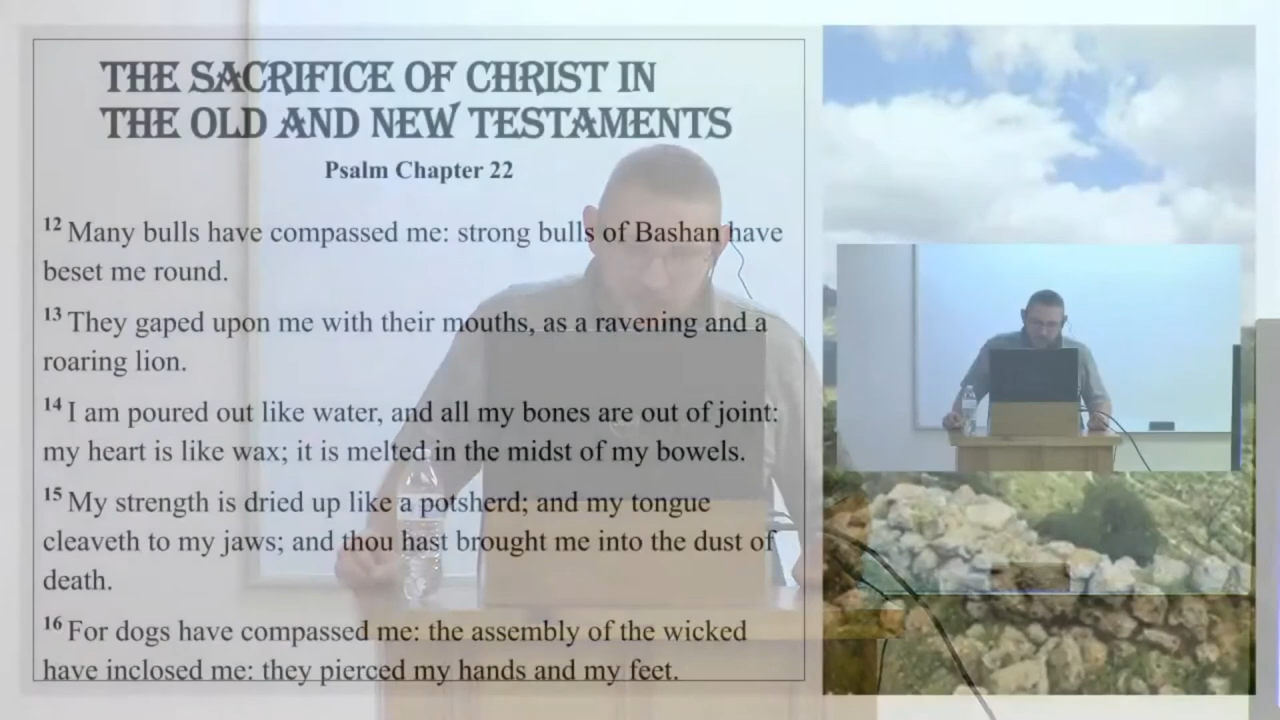 THE SACRIFICE OF CHRIST IN
THE OLD AND NEW TESTAMENTS
Psalm Chapter 22
12 Many bulls have compassed me: strong bulls of Bashan have
beset me round.
13 They gaped upon me with their mouths, as a ravening and a
roaring lion.
14 I am poured out like water, and all my bones are out of joint:
my heart is like wax; it is melted in the midst of my bowels.
15 My strength is dried up like a potsherd; and my tongue
cleaveth to my jaws; and thou hast brought me into the dust of
death.
16 For dogs have compassed me: the assembly of the wicked
have inclosed me: they pierced my hands and my feet.